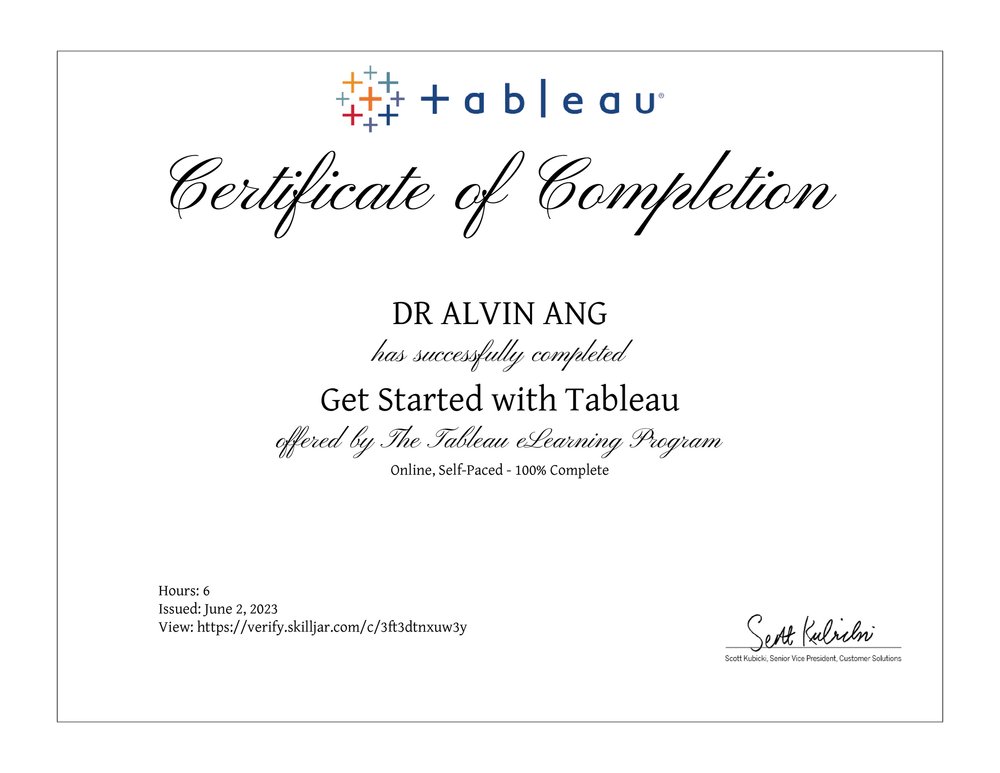 +ableau®
Certificate of Completion
DR ALVIN ANG
has successfully completed
Get Started with Tableau
offered by The Tableau eLearning Program
Online, Self-Paced - 100% Complete
Hours: 6
Issued: June 2, 2023
View: https://verify.skilljar.com/c/3ft3dtnxuw3y
Scott Kubicki
Scott Kubicki, Senior Vice President, Customer Solutions